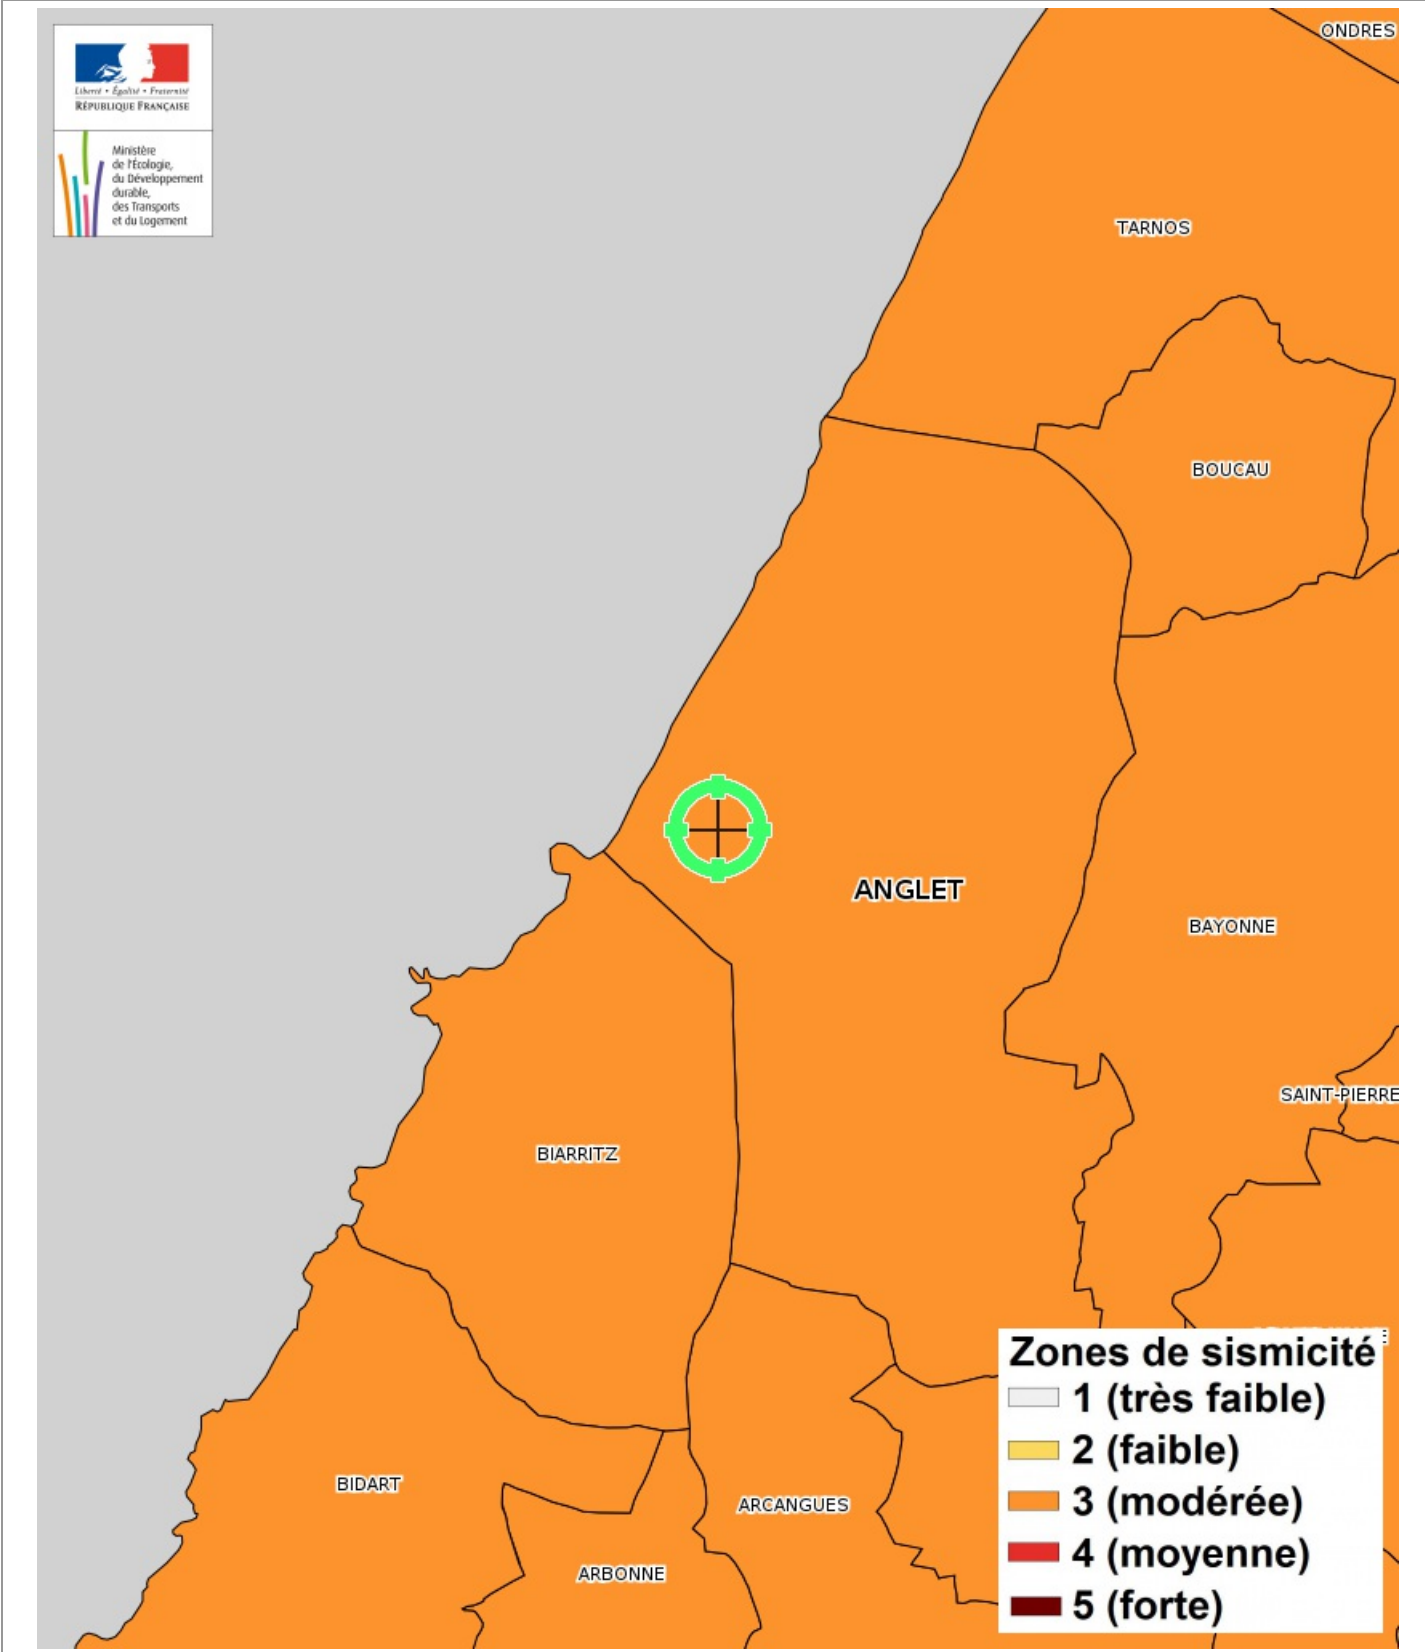 Liberté • Égalité • Fraternité
RÉPUBLIQUE FRANÇAISE
Ministère
de l'Écologie,
du Développement
durable,
des Transports
et du Logement
ONDRES
TARNOS
BOUCAU
ANGLET
BAYONNE
SAINT-PIERRE
BIARRITZ
BIDART
ARCANGUES
ARBONNE
Zones de sismicité
1 (très faible)
2 (faible)
3 (modérée)
4 (moyenne)
5 (forte)